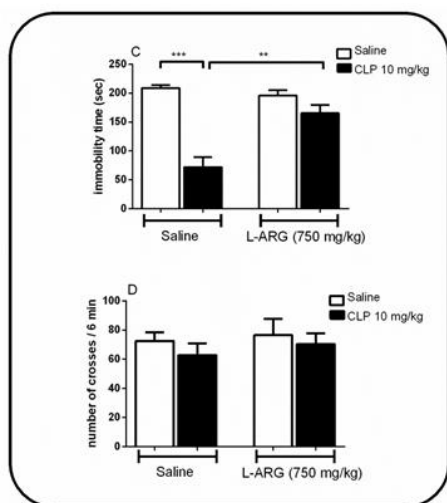 C
Saline
CLP 10 mg/kg
***
**
immobility time (sec)
250
200
150
100
50
0
Saline
L-ARG (750 mg/kg)
D
Saline
CLP 10 mg/kg
number of crosses / 6 min
100
80
60
40
20
0
Saline
L-ARG (750 mg/kg)